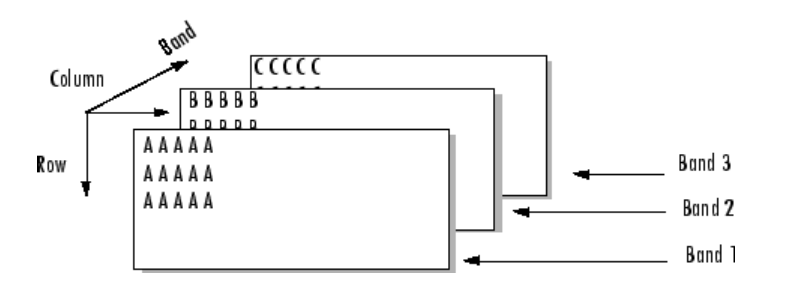 Band
Column
Row
C C C C C
B B B B B
A A A A A
A A A A A
A A A A A
Band 3
Band 2
Band 1